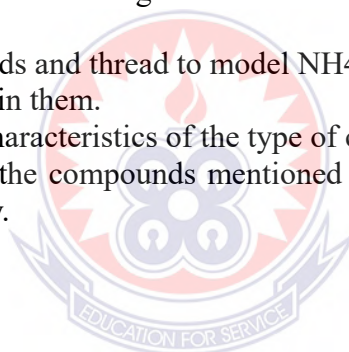 ds and thread to model NH4
in them.
haracteristics of the type of
the compounds mentioned
EDUCATION FOR SERVICE